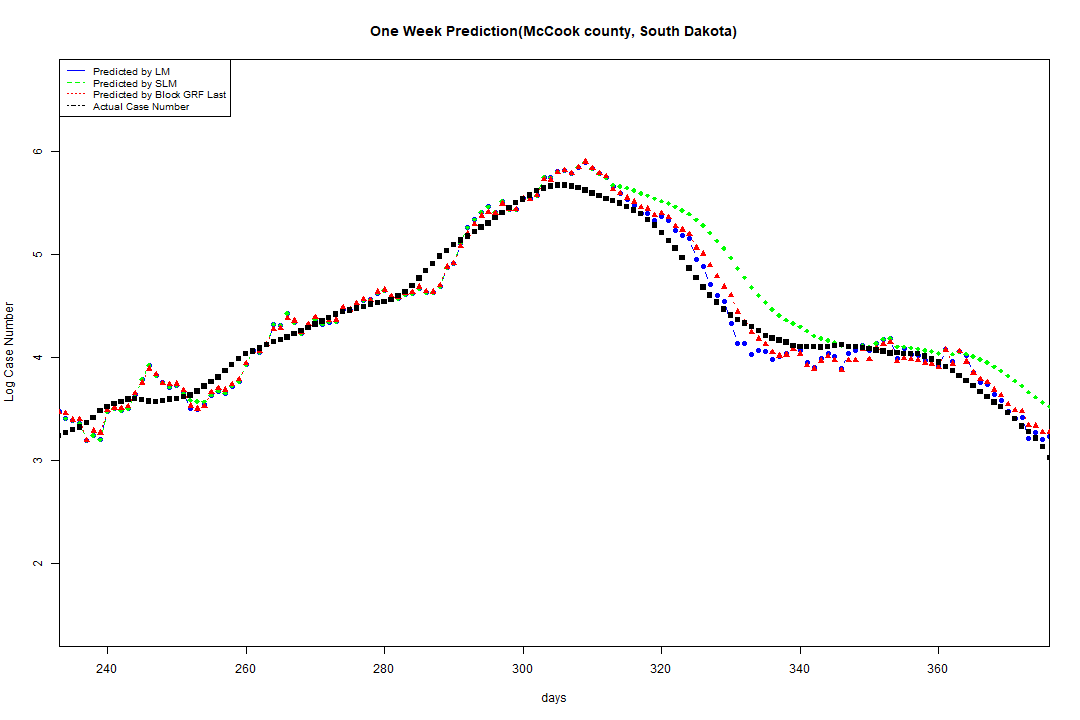 One Week Prediction(McCook county, South Dakota)
Predicted by LM
Predicted by SLM
Predicted by Block GRF Last
Actual Case Number
Log Case Number
6
5
4
3
2
240 260 280 300 320 340 360
days